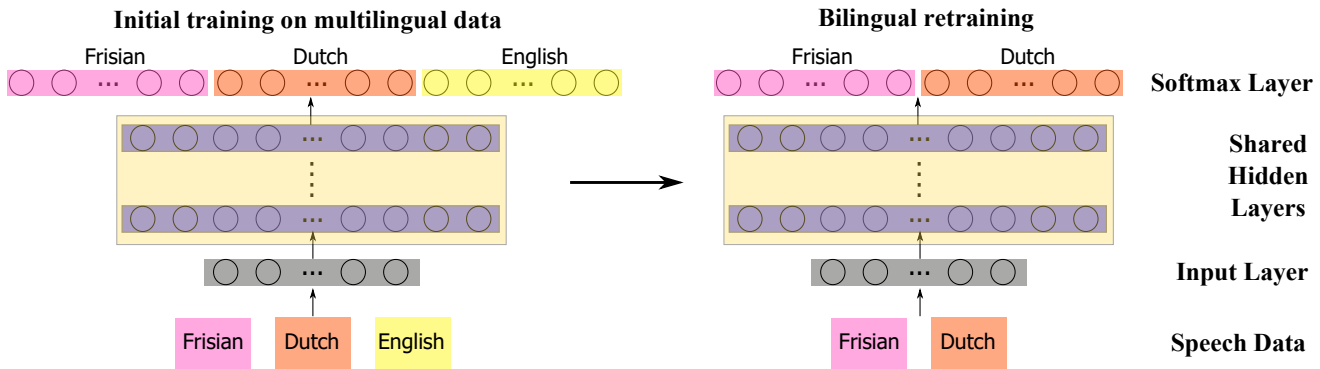 Initial training on multilingual data
Bilingual retraining
Frisian Dutch English
Frisian Dutch
... ... ...
... ...
Softmax Layer
...
...
Shared
Hidden
Layers
...
...
...
...
Input Layer
Frisian Dutch English
Frisian Dutch
Speech Data